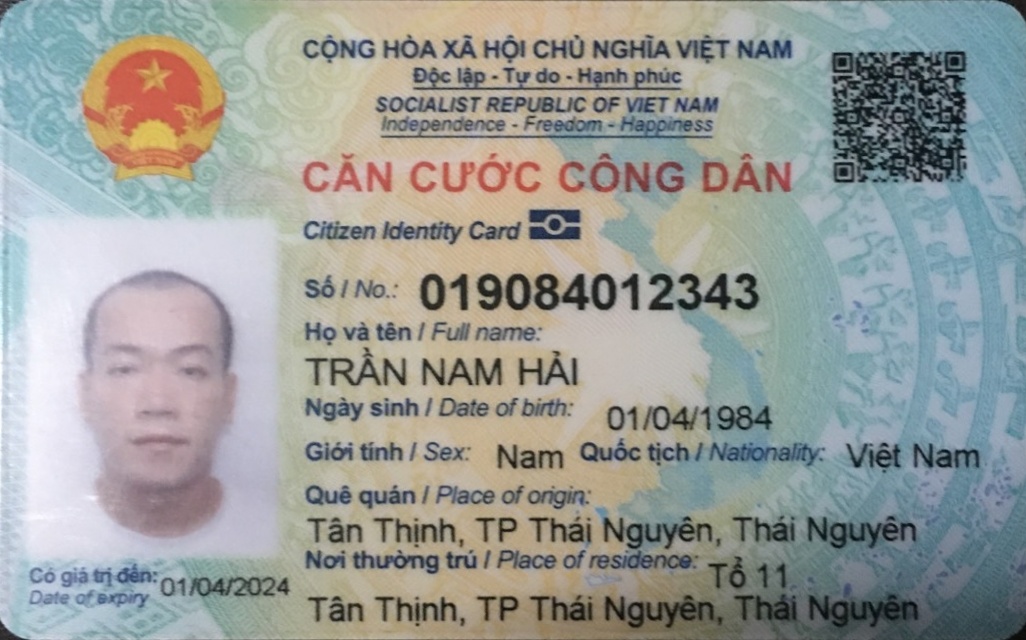 CỘNG HÒA XÃ HỘI CHỦ NGHĨA VIỆT NAM
Độc lập - Tự do - Hạnh phúc
SOCIALIST REPUBLIC OF VIET NAM
Independence - Freedom - Happiness
CĂN CƯỚC CÔNG DÂN
Citizen Identity Card
Số / No.: 019084012343
Họ và tên / Full name:
TRẦN NAM HẢI
Ngày sinh / Date of birth: 01/04/1984
Giới tính / Sex: Nam Quốc tịch / Nationality: Việt Nam
Quê quán / Place of origin:
Tân Thịnh, TP Thái Nguyên, Thái Nguyên
Nơi thường trú / Place of residence: Tổ 11
Tân Thịnh, TP Thái Nguyên, Thái Nguyên
Có giá trị đến: 01/04/2024
Date of expiry